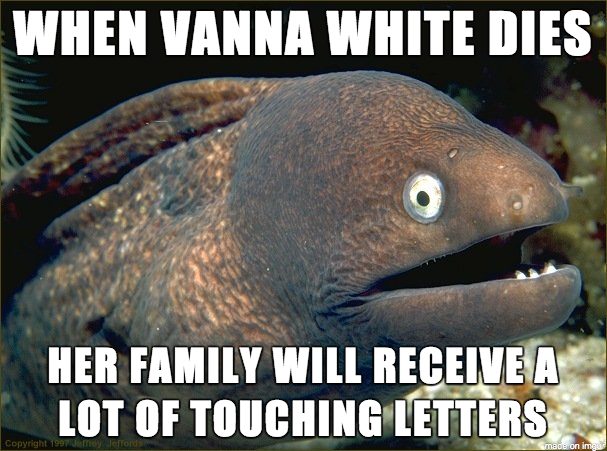 WHEN VANNA WHITE DIES
HER FAMILY WILL RECEIVE A
LOT OF TOUCHING LETTERS
Copyright 1997 Jeffrey Jeffords
made on imgur